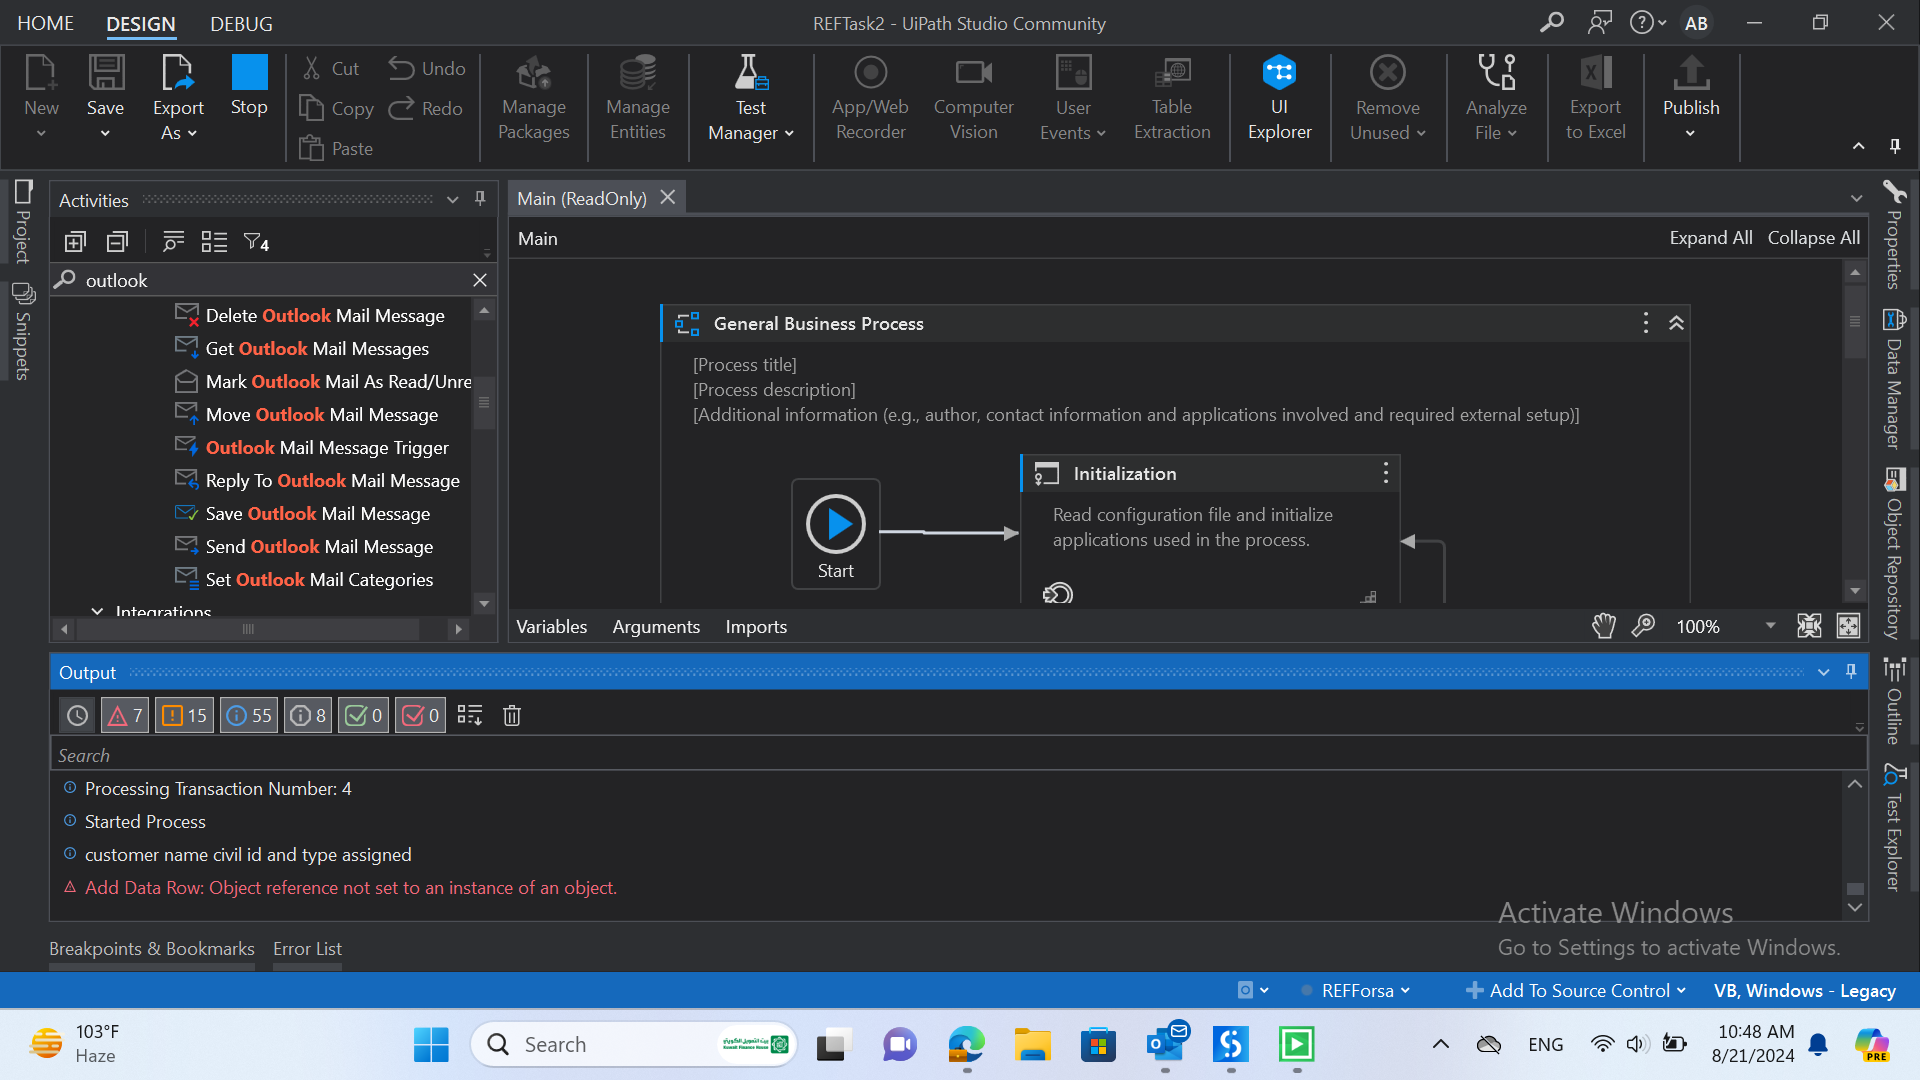 HOME DESIGN DEBUG
REFTask2 - UiPath Studio Community
AB
New
Save
Export As
Stop
Cut
Copy
Paste
Undo
Redo
Manage Packages
Manage Entities
Test Manager
App/Web Recorder
Computer Vision
User Events
Table Extraction
UI Explorer
Remove Unused
Analyze File
Export to Excel
Publish
Project
Snippets
Activities
4
outlook
Delete Outlook Mail Message
Get Outlook Mail Messages
Mark Outlook Mail As Read/Unre
Move Outlook Mail Message
Outlook Mail Message Trigger
Reply To Outlook Mail Message
Save Outlook Mail Message
Send Outlook Mail Message
Set Outlook Mail Categories
Integrations
Main (ReadOnly)
Main
Expand All Collapse All
General Business Process
[Process title]
[Process description]
[Additional information (e.g., author, contact information and applications involved and required external setup)]
Start
Initialization
Read configuration file and initialize
applications used in the process.
Variables Arguments Imports
100%
Properties
Data Manager
Object Repository
Outline
Test Explorer
Output
7 15 55 8 0 0
Search
Processing Transaction Number: 4
Started Process
customer name civil id and type assigned
Add Data Row: Object reference not set to an instance of an object.
Activate Windows
Go to Settings to activate Windows.
Breakpoints & Bookmarks Error List
REFForsa
Add To Source Control
VB, Windows - Legacy
103°F
Haze
Search
ENG
10:48 AM
8/21/2024
PRE